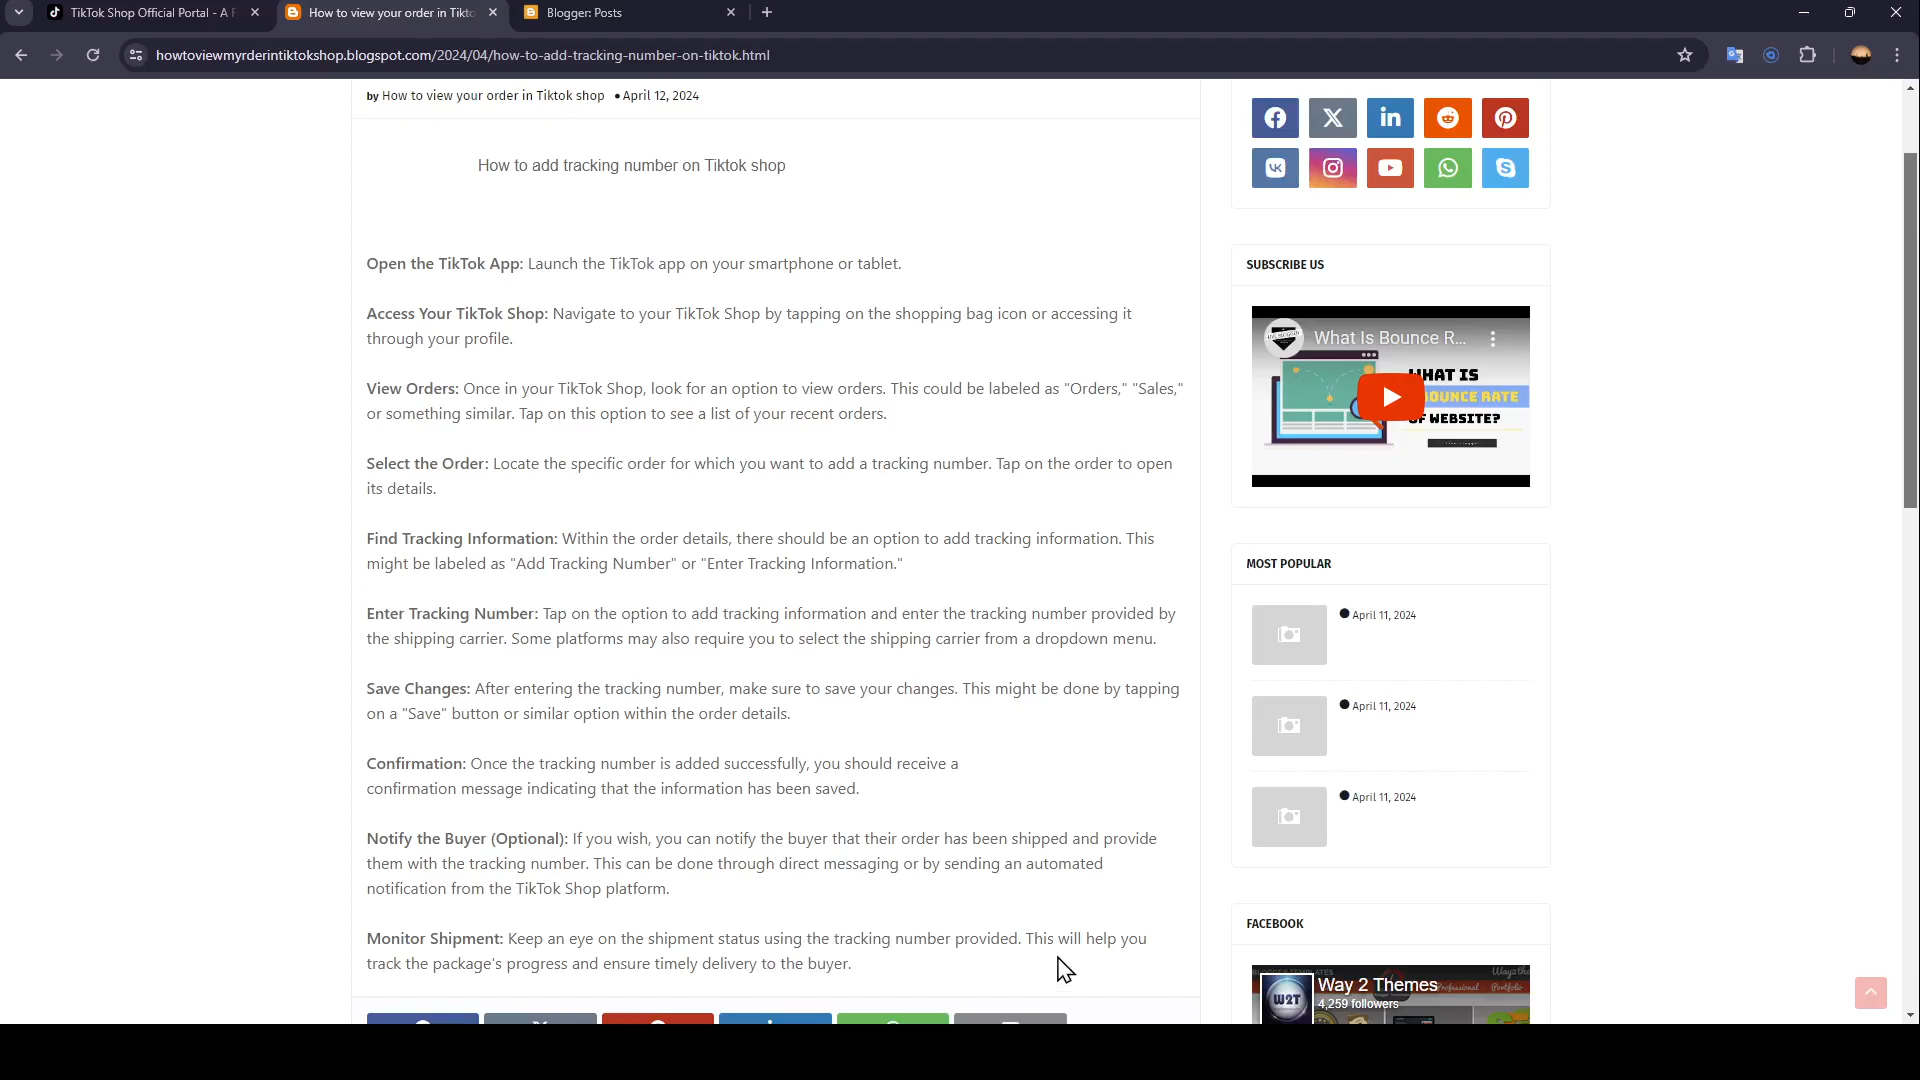 TikTok Shop Official Portal - A F
How to view your order in Tikto
Blogger: Posts
howtoviewmyrderintiktokshop.blogspot.com/2024/04/how-to-add-tracking-number-on-tiktok.html
by How to view your order in Tiktok shop • April 12, 2024
How to add tracking number on Tiktok shop
Open the TikTok App: Launch the TikTok app on your smartphone or tablet.
Access Your TikTok Shop: Navigate to your TikTok Shop by tapping on the shopping bag icon or accessing it
through your profile.
View Orders: Once in your TikTok Shop, look for an option to view orders. This could be labeled as "Orders," "Sales,"
or something similar. Tap on this option to see a list of your recent orders.
Select the Order: Locate the specific order for which you want to add a tracking number. Tap on the order to open
its details.
Find Tracking Information: Within the order details, there should be an option to add tracking information. This
might be labeled as "Add Tracking Number" or "Enter Tracking Information."
Enter Tracking Number: Tap on the option to add tracking information and enter the tracking number provided by
the shipping carrier. Some platforms may also require you to select the shipping carrier from a dropdown menu.
Save Changes: After entering the tracking number, make sure to save your changes. This might be done by tapping
on a "Save" button or similar option within the order details.
Confirmation: Once the tracking number is added successfully, you should receive a
confirmation message indicating that the information has been saved.
Notify the Buyer (Optional): If you wish, you can notify the buyer that their order has been shipped and provide
them with the tracking number. This can be done through direct messaging or by sending an automated
notification from the TikTok Shop platform.
Monitor Shipment: Keep an eye on the shipment status using the tracking number provided. This will help you
track the package's progress and ensure timely delivery to the buyer.
SUBSCRIBE US
What Is Bounce R...
WHAT IS
BOUNCE RATE
OF WEBSITE?
MOST POPULAR
April 11, 2024
April 11, 2024
April 11, 2024
FACEBOOK
Way 2 Themes
4,259 followers
W2T